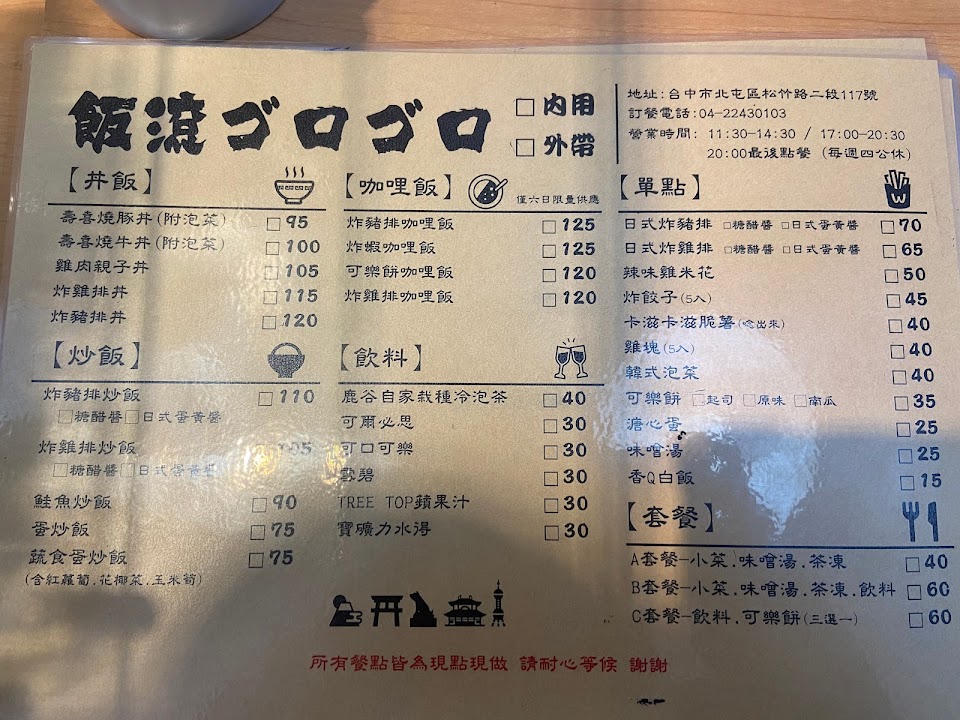 飯流ゴロゴロ
□內用
□外帶
地址:台中市北屯區松竹路二段117號
訂餐電話:04-22430103
營業時間: 11:30-14:30 / 17:00-20:30
20:00最後點餐 (每週四公休)
【丼飯】
壽喜燒豚丼(附泡菜) □95
壽喜燒牛丼(附泡菜) □100
雞肉親子丼 □105
炸雞排丼 □115
炸豬排丼 □120
【炒飯】
炸豬排炒飯 □110
□糖醋醬□日式蛋黃醬
炸雞排炒飯 □105
□糖醋醬□日式蛋黃醬
鮭魚炒飯 □90
蛋炒飯 □75
蔬食蛋炒飯 □75
(含紅蘿蔔.花椰菜.玉米筍)
【咖哩飯】 僅六日限量供應
炸豬排咖哩飯 □125
炸蝦咖哩飯 □125
可樂餅咖哩飯 □120
炸雞排咖哩飯 □120
【飲料】
鹿谷自家栽種冷泡茶 □40
可爾必思 □30
可口可樂 □30
雪碧 □30
TREE TOP蘋果汁 □30
寶礦力水得 □30
【單點】
W
日式炸豬排 □糖醋醬 □日式蛋黃醬 □70
日式炸雞排 □糖醋醬 □日式蛋黃醬 □65
辣味雞米花 □50
炸餃子(5入) □45
卡滋卡滋脆薯(唸出來) □40
雞塊(5入) □40
韓式泡菜 □40
可樂餅 □起司 □原味 □南瓜 □35
溏心蛋 □25
味噌湯 □25
香Q白飯 □15
【套餐】
A套餐-小菜.味噌湯.茶凍 □40
B套餐-小菜.味噌湯.茶凍.飲料 □60
C套餐-飲料.可樂餅(三選一) □60
所有餐點皆為現點現做 請耐心等候 謝謝